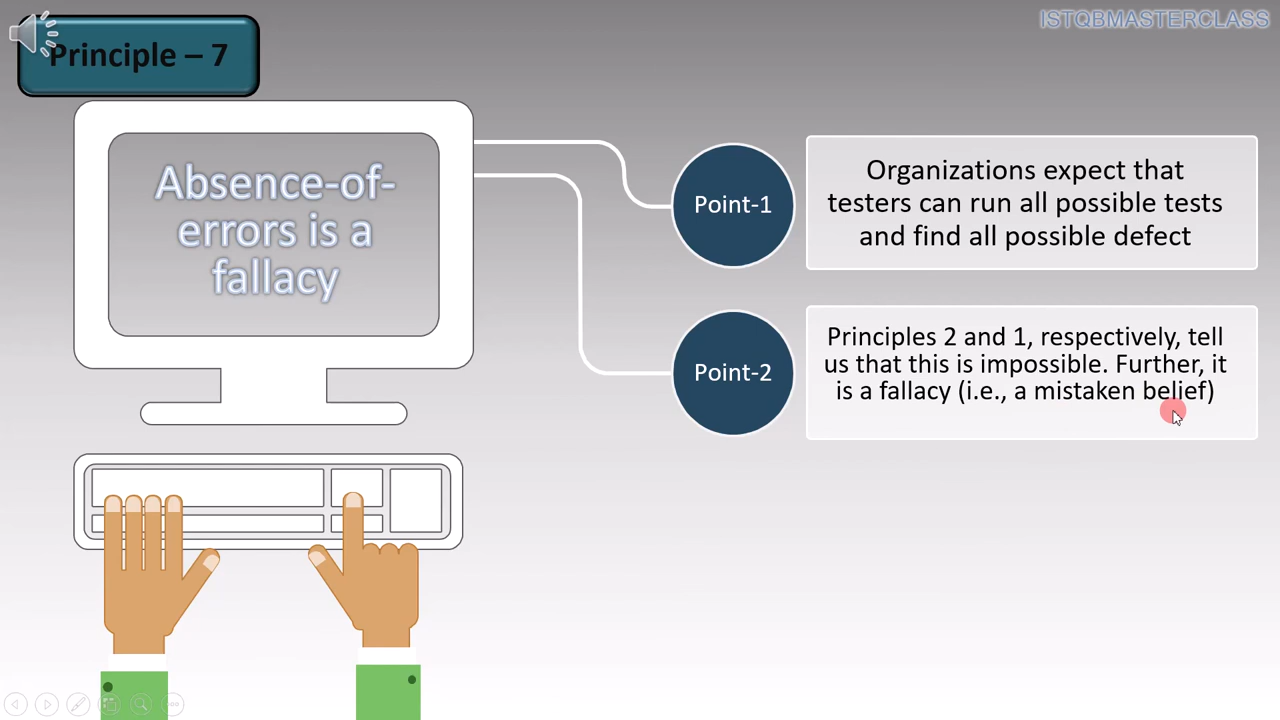 ISTQBMASTERCLASS
Principle – 7
Absence-of-
errors is a
fallacy
Point-1
Organizations expect that
testers can run all possible tests
and find all possible defect
Point-2
Principles 2 and 1, respectively, tell
us that this is impossible. Further, it
is a fallacy (i.e., a mistaken belief)